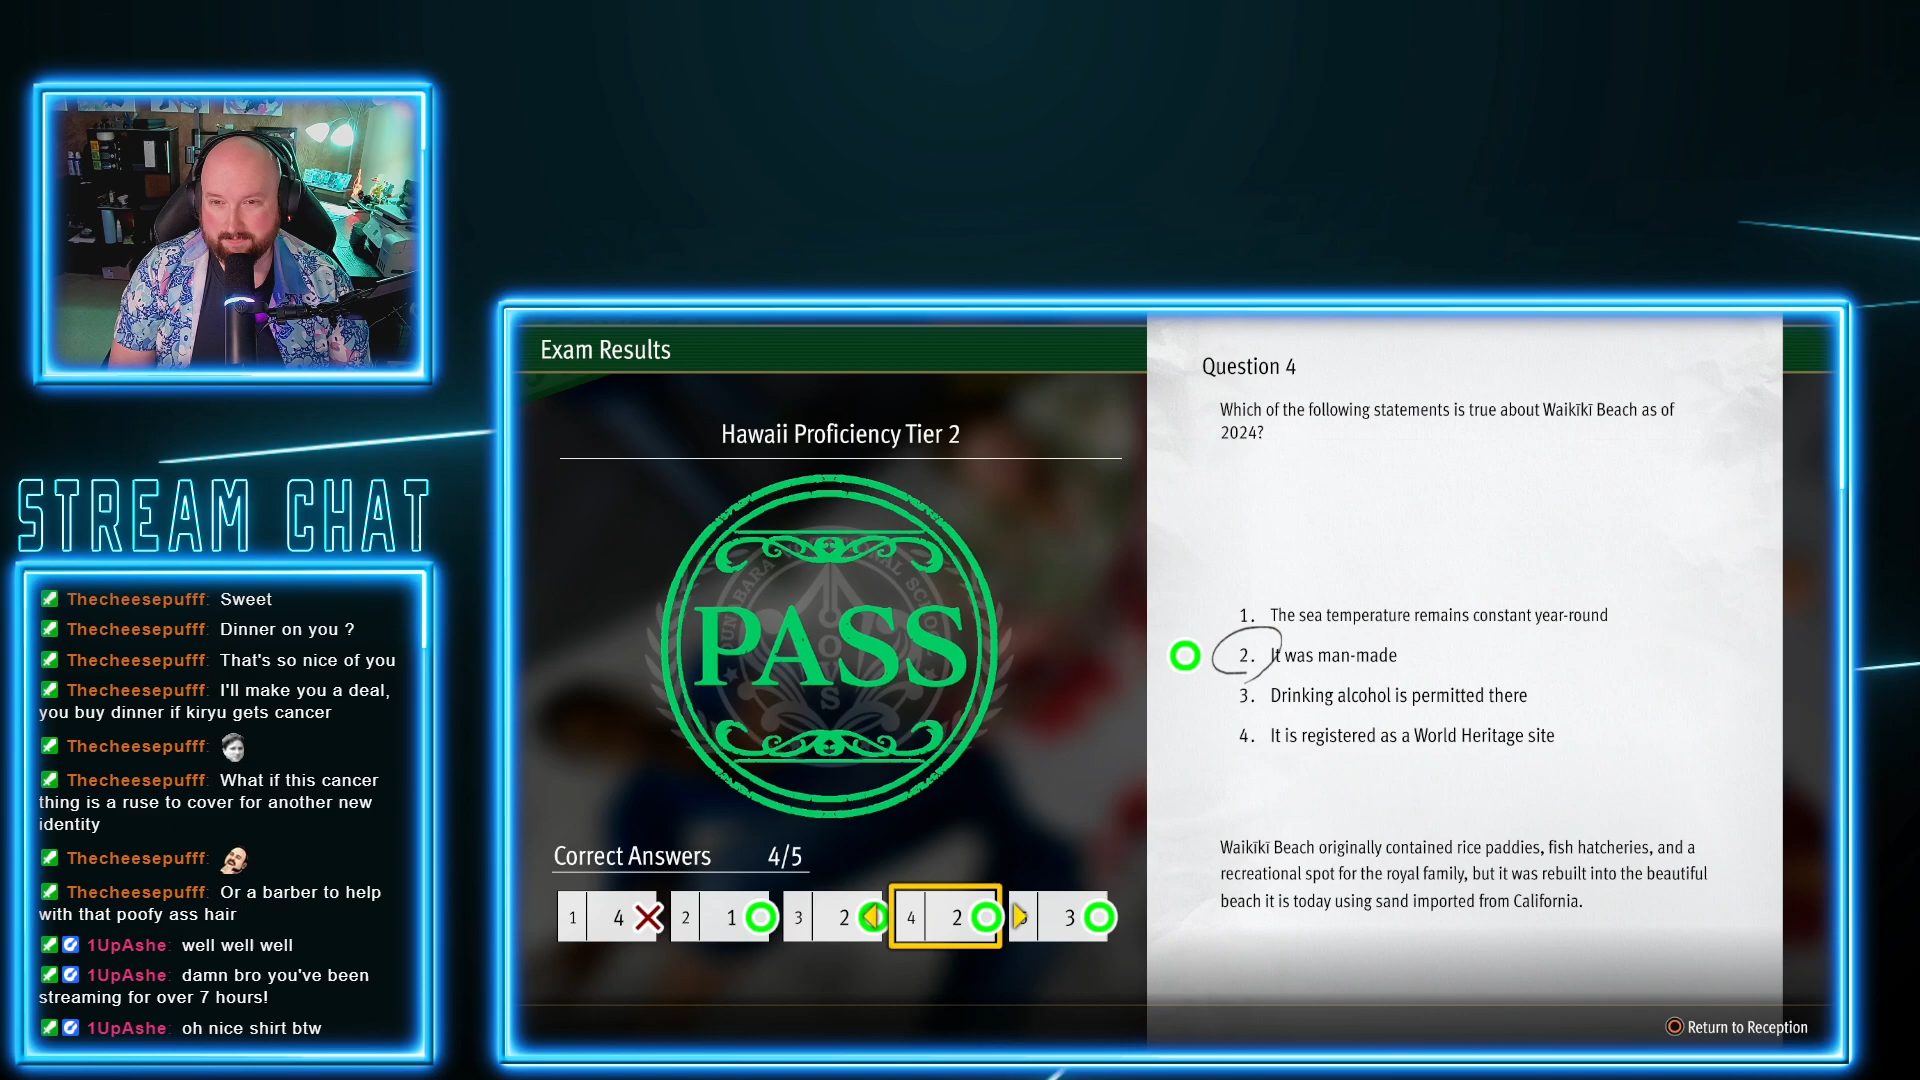 STREAM CHAT
Thecheesepufff: Sweet
Thecheesepufff: Dinner on you ?
Thecheesepufff: That's so nice of you
Thecheesepufff: I'll make you a deal,
you buy dinner if kiryu gets cancer
Thecheesepufff:
Thecheesepufff: What if this cancer
thing is a ruse to cover for another new
identity
Thecheesepufff:
Thecheesepufff: Or a barber to help
with that poofy ass hair
1UpAshe: well well well
1UpAshe: damn bro you've been
streaming for over 7 hours!
1UpAshe: oh nice shirt btw
Exam Results
Hawaii Proficiency Tier 2
PASS
Correct Answers 4/5
1 4 2 1 3 2 4 2 3
Question 4
Which of the following statements is true about Waikīkī Beach as of
2024?
1. The sea temperature remains constant year-round
2. It was man-made
3. Drinking alcohol is permitted there
4. It is registered as a World Heritage site
Waikīkī Beach originally contained rice paddies, fish hatcheries, and a
recreational spot for the royal family, but it was rebuilt into the beautiful
beach it is today using sand imported from California.
Return to Reception